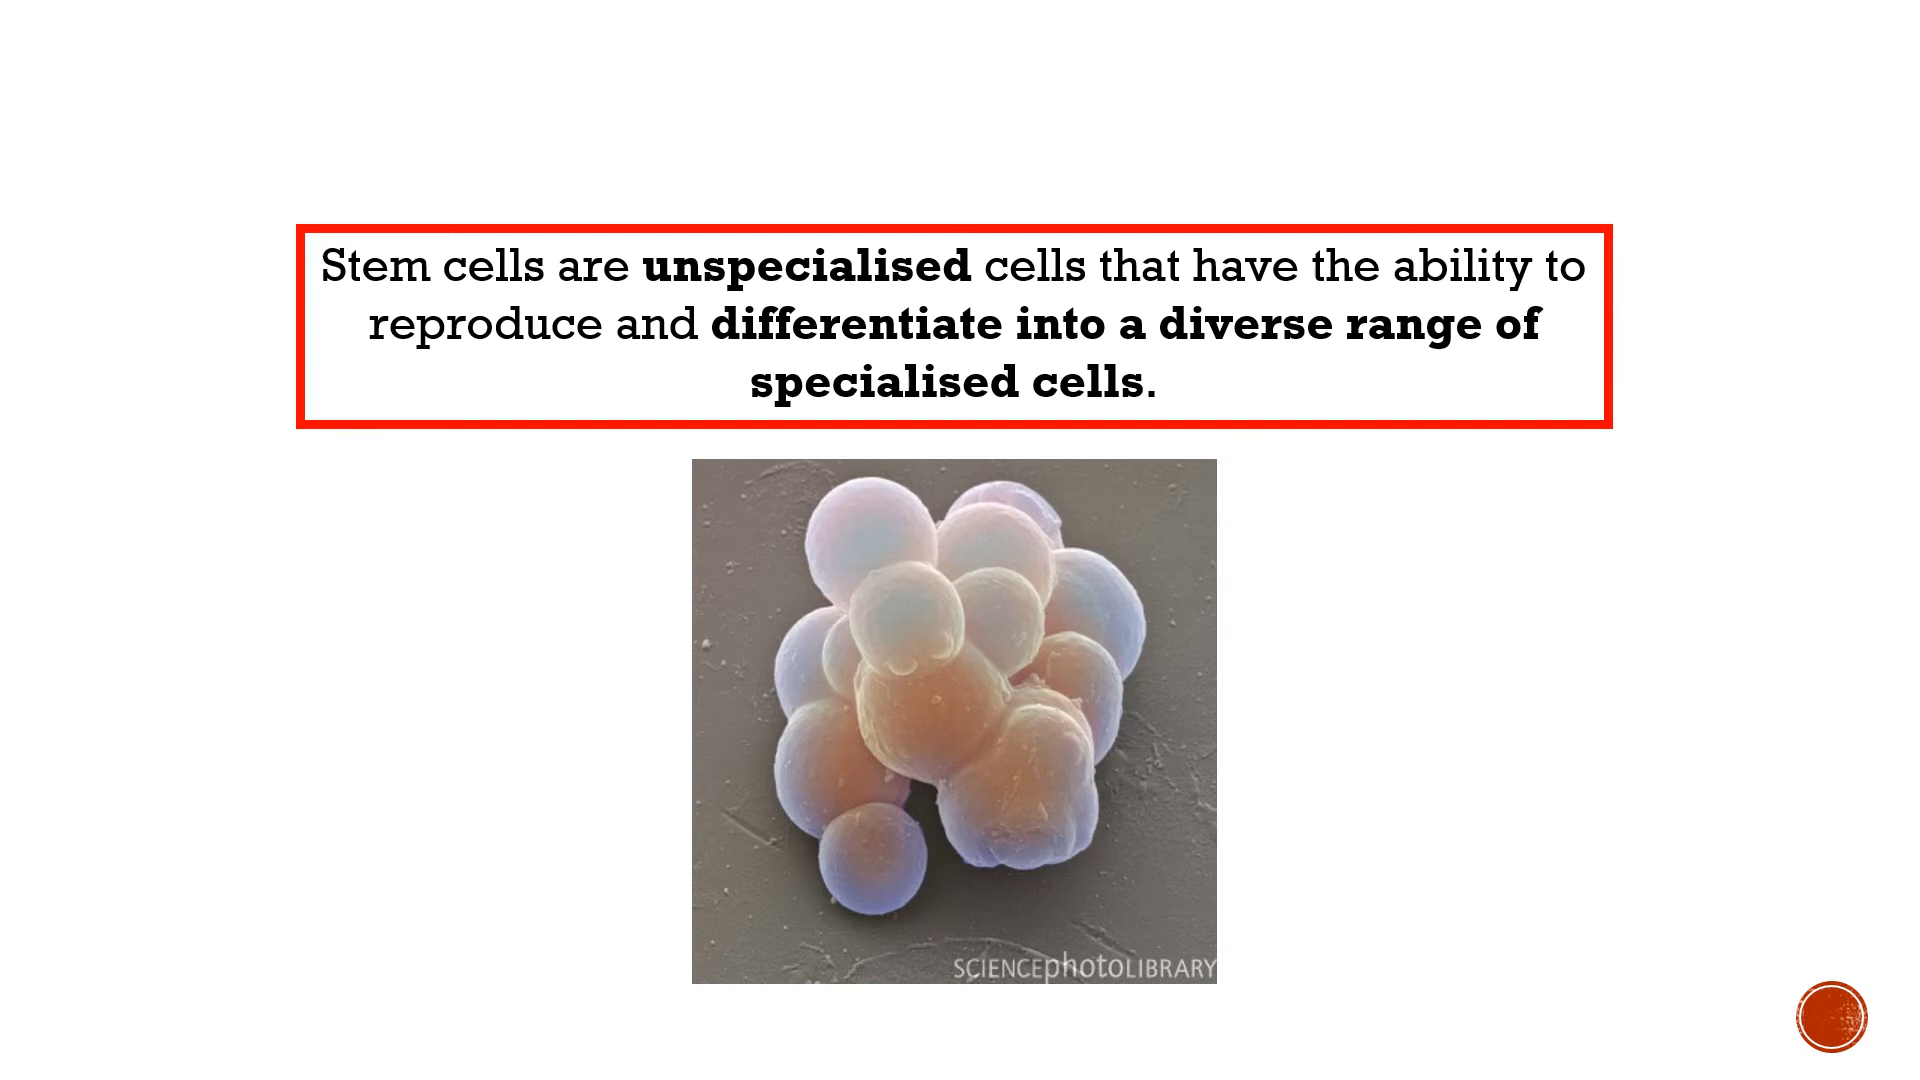 Stem cells are unspecialised cells that have the ability to
reproduce and differentiate into a diverse range of
specialised cells.
SCIENCEphotoLIBRARY